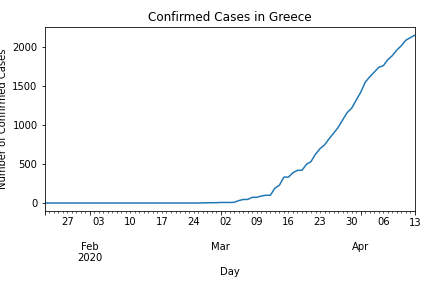 Confirmed Cases in Greece
Number of Confirmed Cases
2000
1500
1000
500
0
27 03 10 17 24 02 09 16 23 30 06 13
Feb Mar Apr
2020
Day